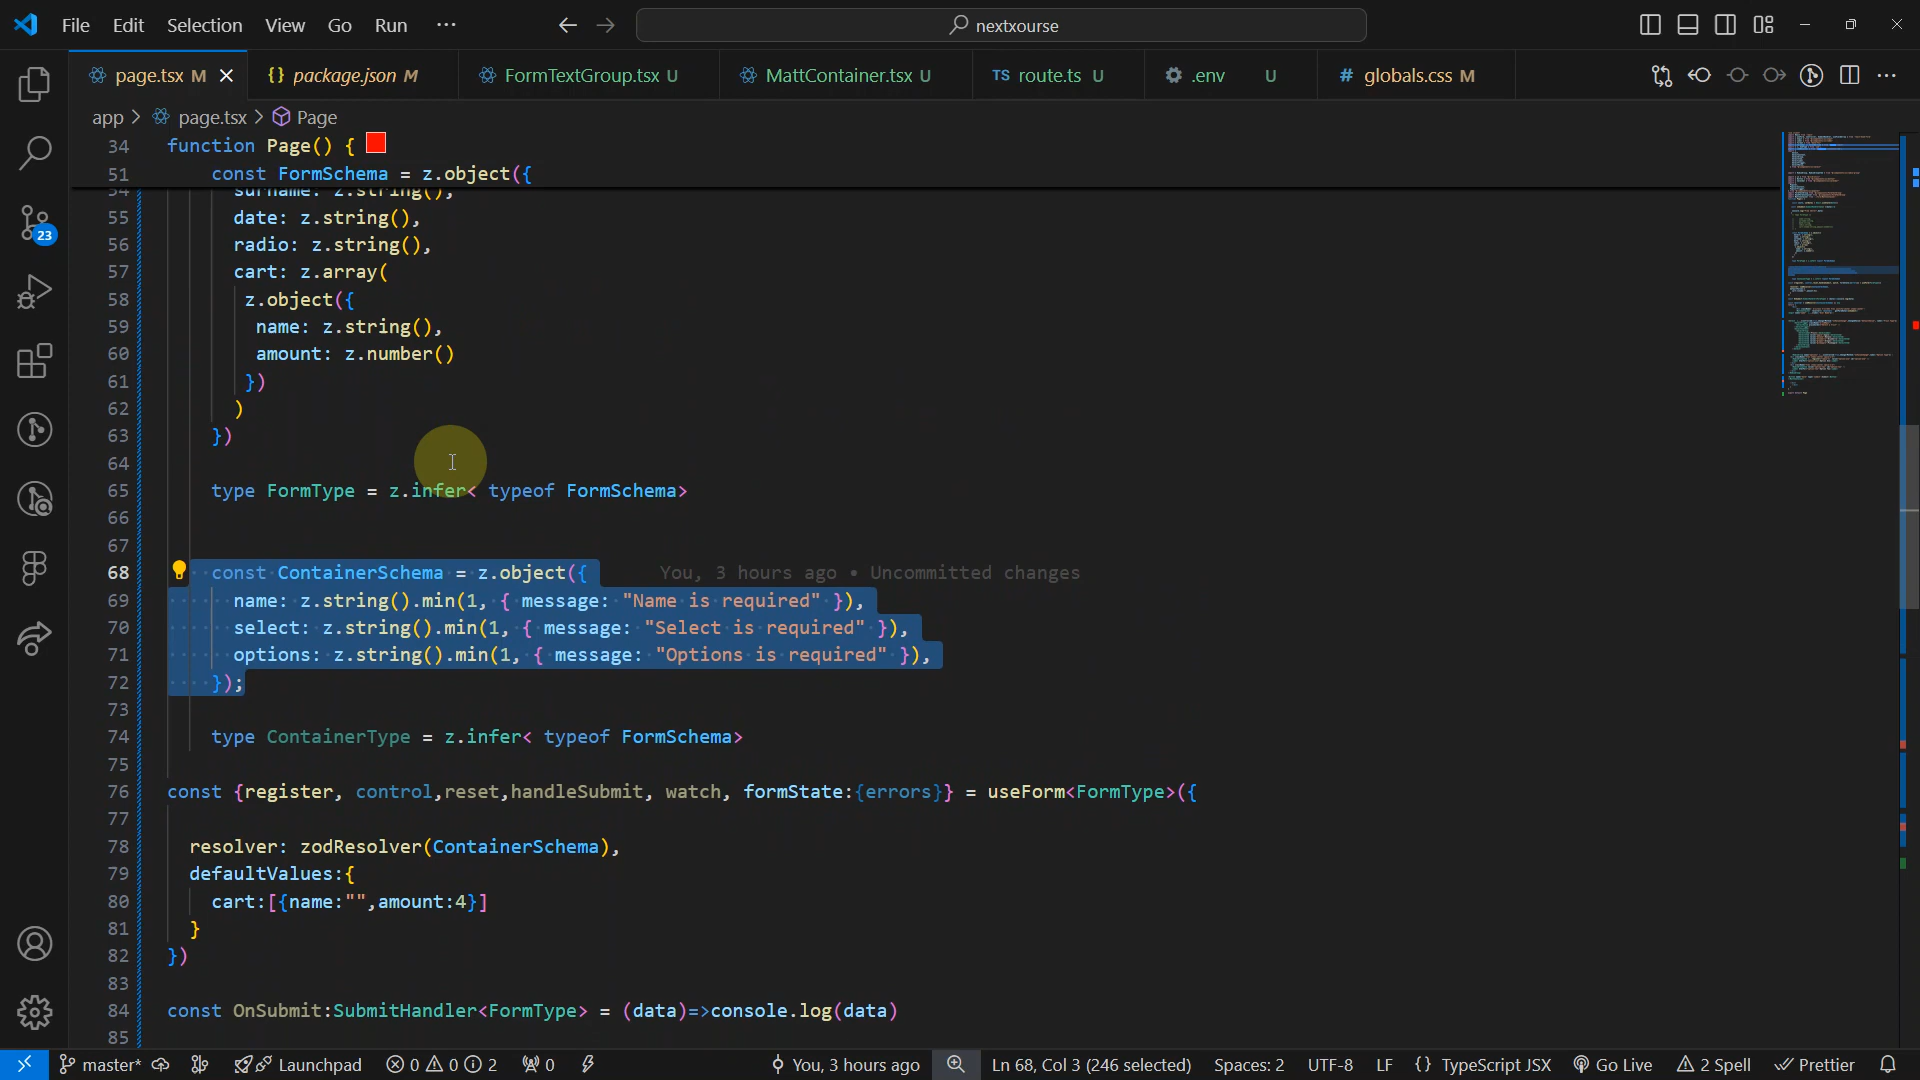 File Edit Selection View Go Run ··· nextxourse
page.tsx M {} package.json M FormTextGroup.tsx U MattContainer.tsx U TS route.ts U .env U # globals.css M
app > page.tsx > Page
34 function Page() {
51 const FormSchema = z.object({
surname: z.string(),
55 date: z.string(),
56 radio: z.string(),
57 cart: z.array(
58 z.object({
59 name: z.string(),
60 amount: z.number()
61 })
62 )
63 })
64
65 type FormType = z.infer< typeof FormSchema>
66
67
68 const ContainerSchema = z.object({ You, 3 hours ago • Uncommitted changes
69 name: z.string().min(1, { message: "Name is required" }),
70 select: z.string().min(1, { message: "Select is required" }),
71 options: z.string().min(1, { message: "Options is required" }),
72 });
73
74 type ContainerType = z.infer< typeof FormSchema>
75
76 const {register, control,reset,handleSubmit, watch, formState:{errors}} = useForm<FormType>({
77
78 resolver: zodResolver(ContainerSchema),
79 defaultValues:{
80 cart:[{name:"",amount:4}]
81 }
82 })
83
84 const OnSubmit:SubmitHandler<FormType> = (data)=>console.log(data)
85
23
master* Launchpad 0 0 2 0 You, 3 hours ago Ln 68, Col 3 (246 selected) Spaces: 2 UTF-8 LF {} TypeScript JSX Go Live 2 Spell Prettier